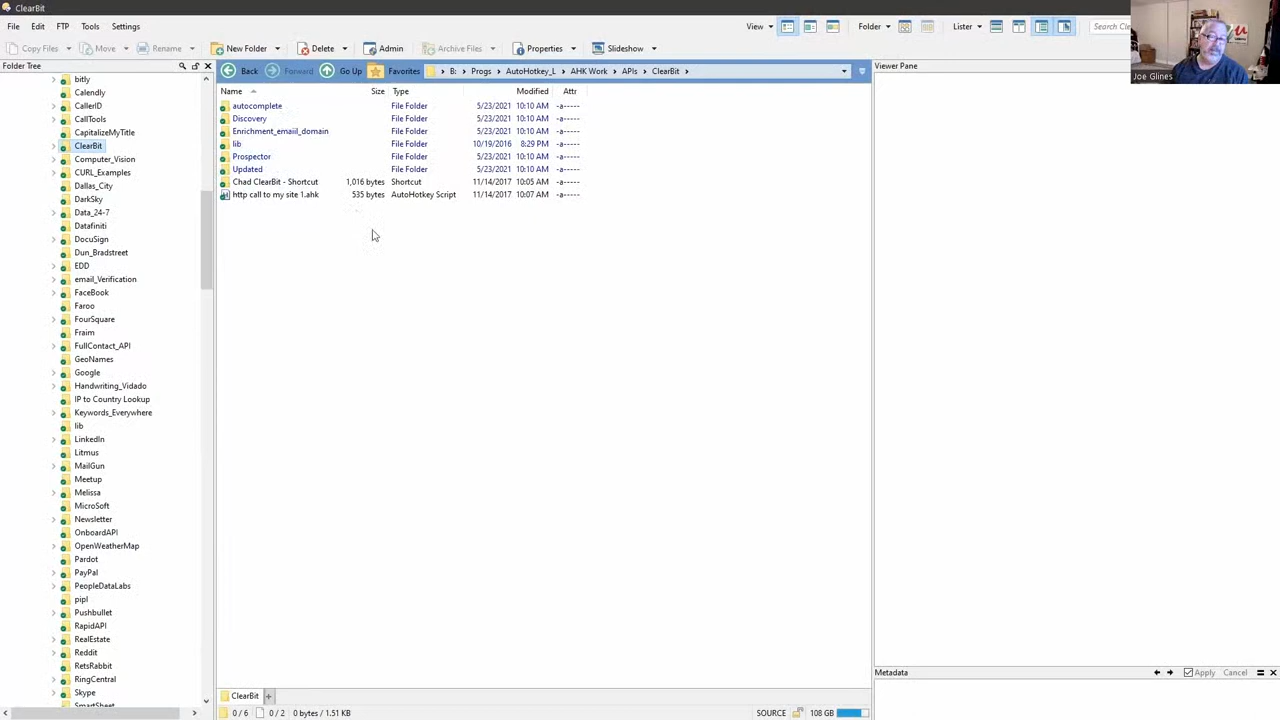 ClearBit
File Edit FTP Tools Settings
View Folder Lister Search Cle
Copy Files Move Rename New Folder Delete Admin Archive Files Properties Slideshow
Folder Tree
Back Forward Go Up Favorites B: Progs AutoHotkey_L AHK Work APIs ClearBit
Viewer Pane
Joe Glines
bitly
Calendly
CallerID
CallTools
CapitalizeMyTitle
ClearBit
Computer_Vision
CURL_Examples
Dallas_City
DarkSky
Data_24-7
Datafiniti
DocuSign
Dun_Bradstreet
EDD
email_Verification
FaceBook
Faroo
FourSquare
Fraim
FullContact_API
GeoNames
Google
Handwriting_Vidado
IP to Country Lookup
Keywords_Everywhere
lib
LinkedIn
Litmus
MailGun
Meetup
Melissa
MicroSoft
Newsletter
OnboardAPI
OpenWeatherMap
Pardot
PayPal
PeopleDataLabs
pipl
Pushbullet
RapidAPI
RealEstate
Reddit
RetsRabbit
RingCentral
Skype
SmartSheet
Name Size Type Modified Attr
autocomplete File Folder 5/23/2021 10:10 AM -a-----
Discovery File Folder 5/23/2021 10:10 AM -a-----
Enrichment_emaiil_domain File Folder 5/23/2021 10:10 AM -a-----
lib File Folder 10/19/2016 8:29 PM -a-----
Prospector File Folder 5/23/2021 10:10 AM -a-----
Updated File Folder 5/23/2021 10:10 AM -a-----
Chad ClearBit - Shortcut 1,016 bytes Shortcut 11/14/2017 10:05 AM -a-----
http call to my site 1.ahk 535 bytes AutoHotkey Script 11/14/2017 10:07 AM -a-----
Metadata Apply Cancel
ClearBit +
0 / 6 0 / 2 0 bytes / 1.51 KB SOURCE 108 GB